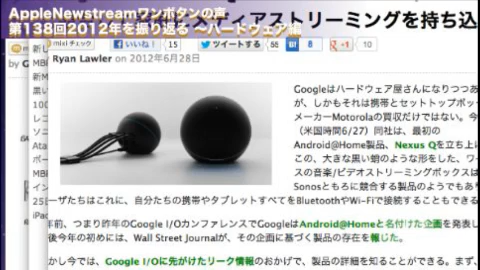 AppleNewstreamワンボタンの声
第138回2012年を振り返る ～ハードウェア編
ディアストリーミングを持ち込
mixiチェック
いいね！
15
ツイートする
66
8
+1
10
Ryan Lawler on 2012年6月28日
Googleはハードウェア屋さんになりつつあ
が、しかもそれは携帯とセットトップボッ
メーカーMotorolaの買収だけではない。今
（米国時間6/27）同社は、最初の
Android@Home製品、Nexus Qを立ち上に
この、大きな黒い蛸のような形をした、ワ
スの音楽/ビデオストリーミングボックスは
Sonosともろに競合する製品のようでもあり
ーザたちはこれに、自分たちの携帯やタブレットすべてをBluetoothやWi-Fiで接続することもできる
年前、つまり昨年のGoogle I/OカンファレンスでGoogleはAndroid@Homeと名付けた企画を発表し
後今年の初めには、Wall Street Journalが、その企画に基づく製品の存在を報じた。
かし今では、Google I/Oに先がけたリーク情報のおかげで、製品の詳細を知ることができる。まず、